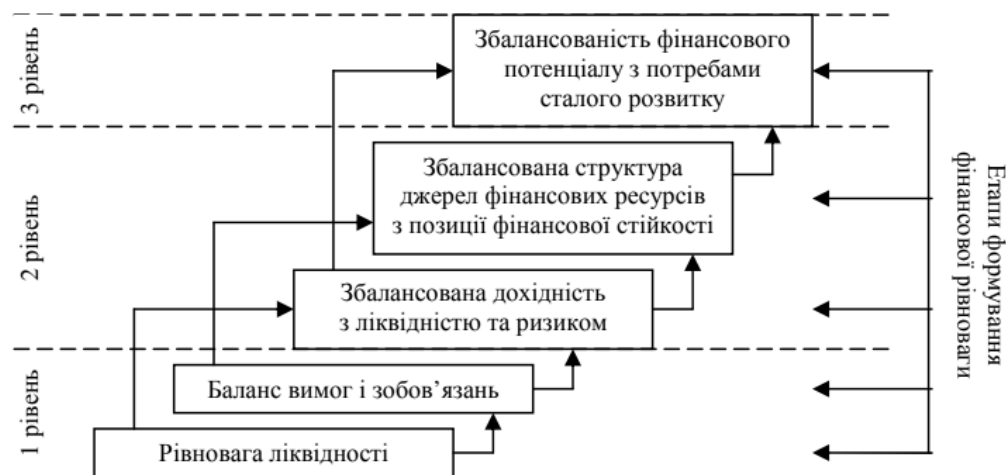 3 рівень
Збалансованість фінансового
потенціалу з потребами
сталого розвитку
2 рівень
Збалансована структура
джерел фінансових ресурсів
з позиції фінансової стійкості
Збалансована дохідність
з ліквідністю та ризиком
1 рівень
Баланс вимог і зобов’язань
Рівновага ліквідності
Етапи формування
фінансової рівноваги